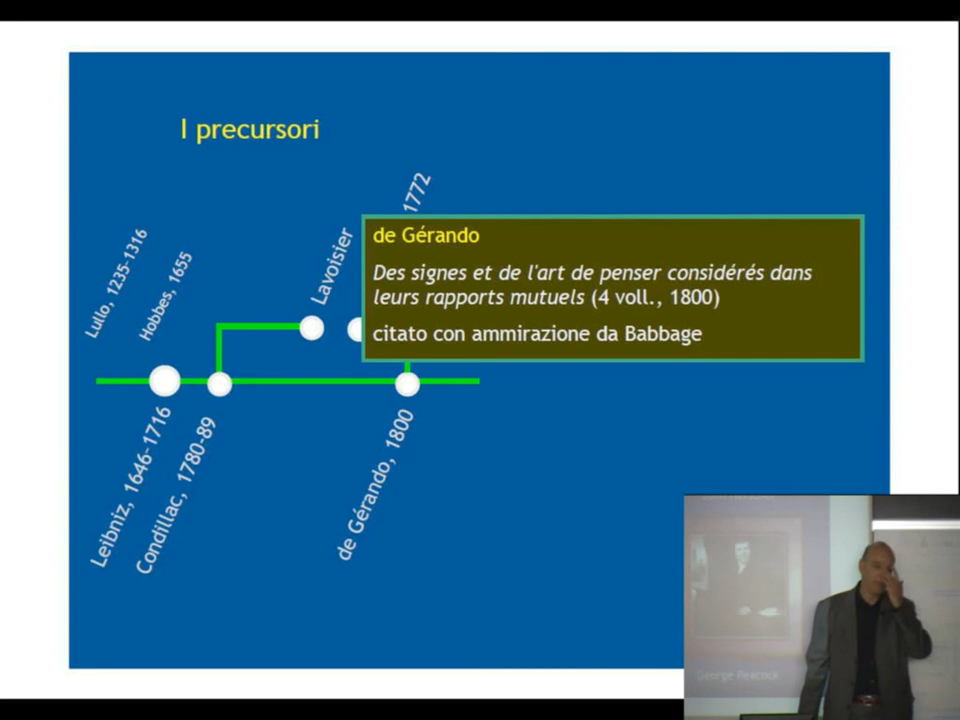 I precursori
Lullo, 1235-1316
Hobbes, 1655
Lavoisier
1772
de Gérando
Des signes et de l'art de penser considérés dans
leurs rapports mutuels (4 voll., 1800)
citato con ammirazione da Babbage
Leibniz, 1646-1716
Condillac, 1780-89
de Gérando, 1800
George Peacock